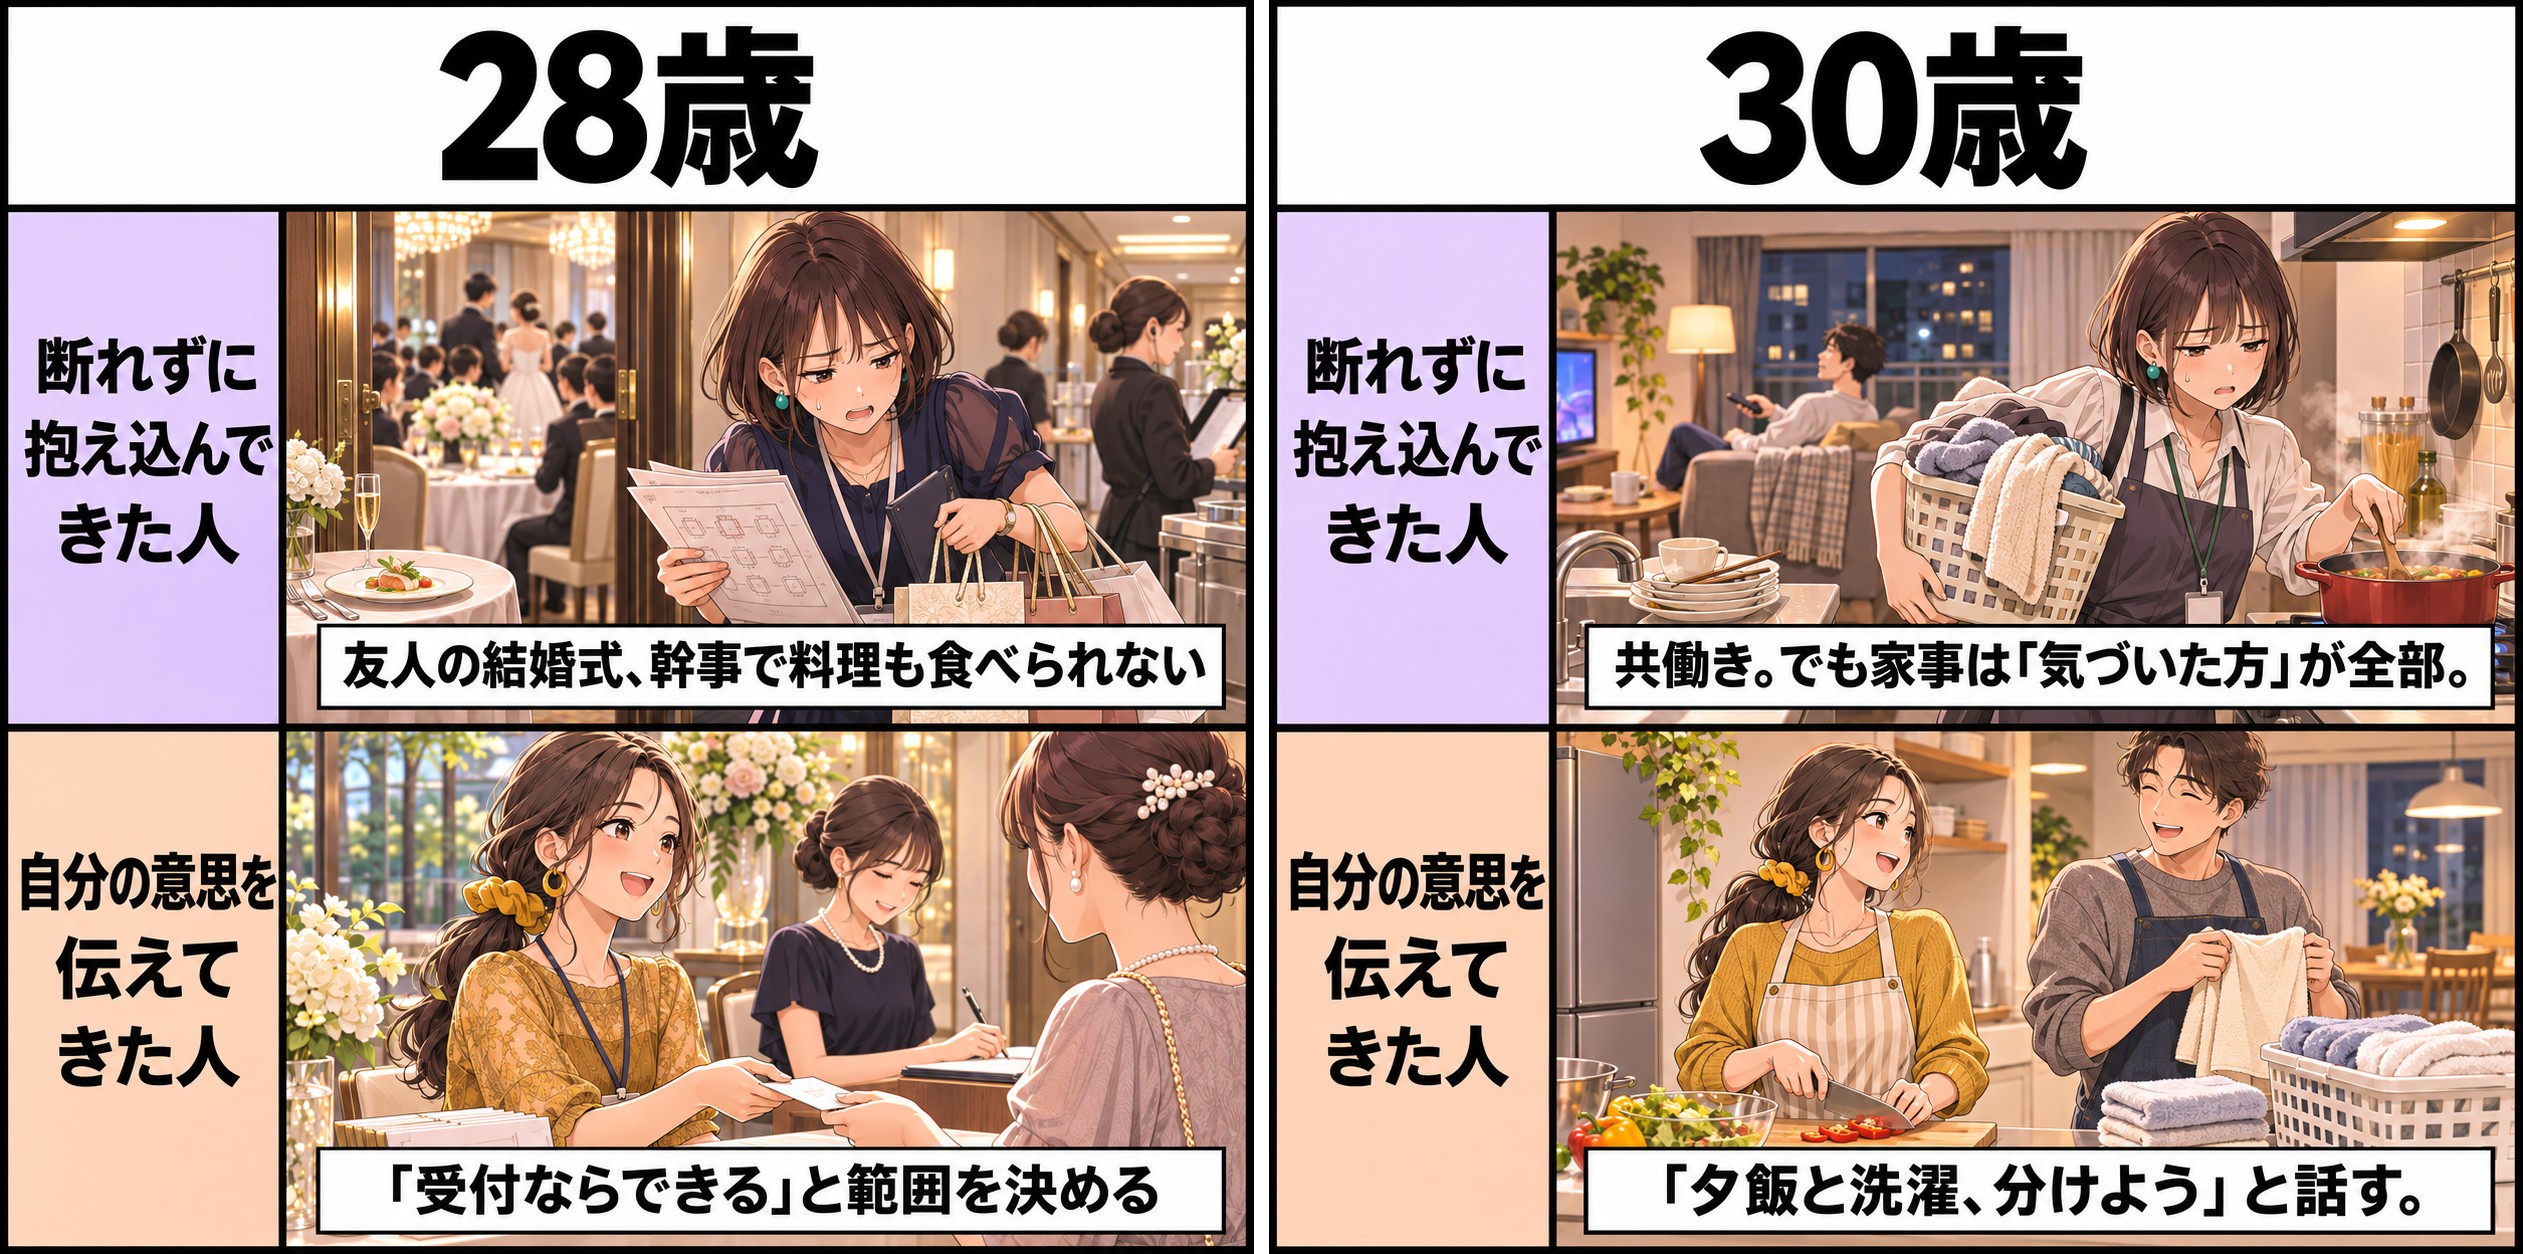 28歳
断れずに
抱え込んで
きた人
友人の結婚式、幹事で料理も食べられない
自分の意思を
伝えて
きた人
「受付ならできる」と範囲を決める
30歳
断れずに
抱え込んで
きた人
共働き。でも家事は「気づいた方」が全部。
自分の意思を
伝えて
きた人
「夕飯と洗濯、分けよう」と話す。